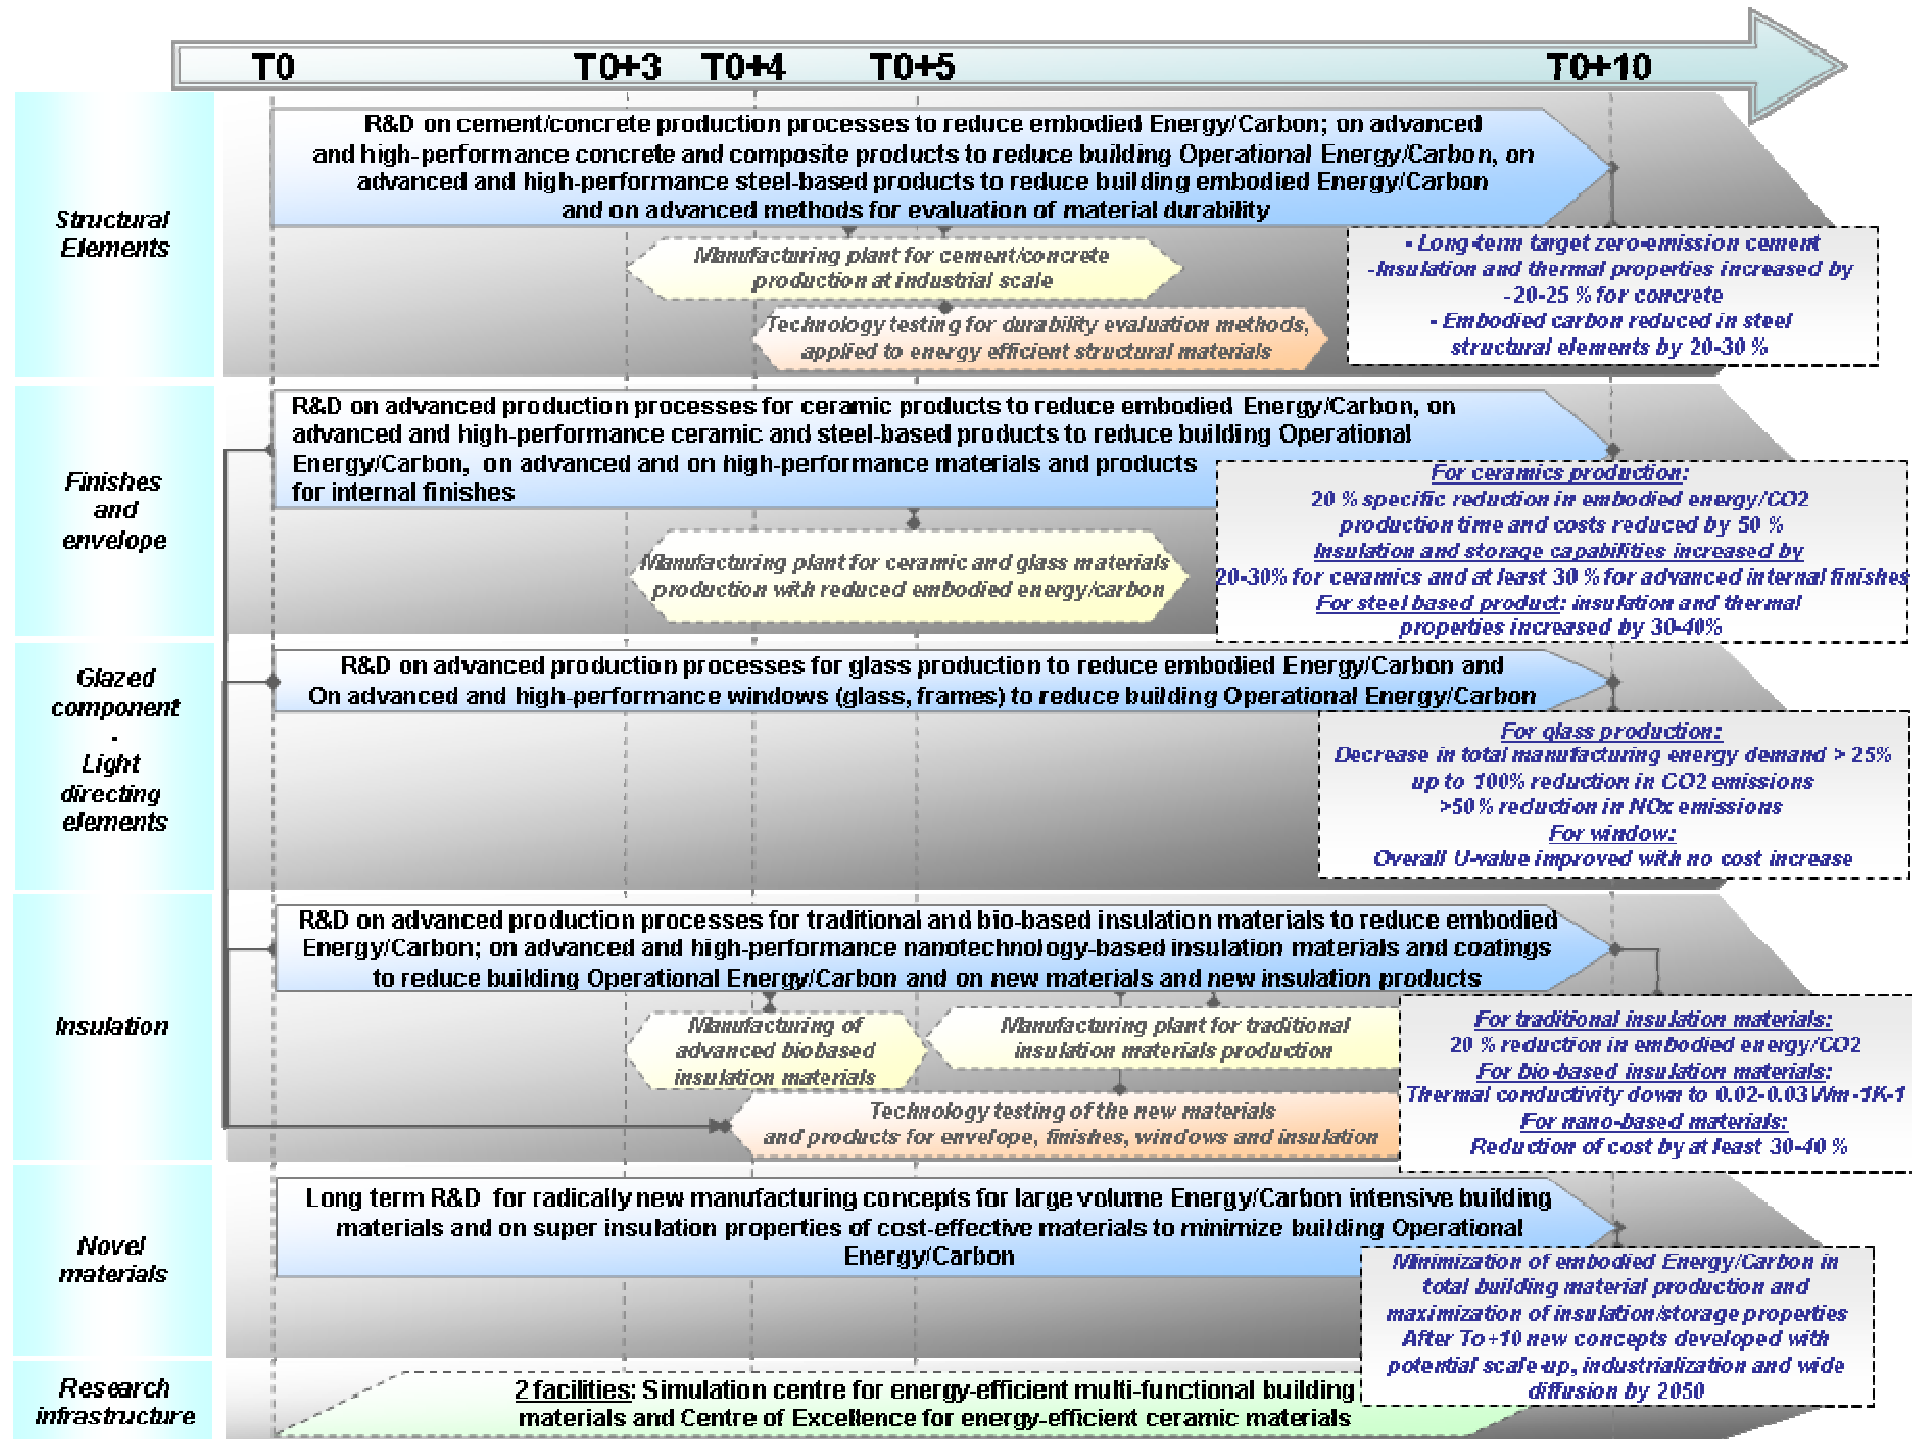 T0 T0+3 T0+4 T0+5 T0+10
Structural
Elements
R&D on cement/concrete production processes to reduce embodied Energy/Carbon; on advanced
and high-performance concrete and composite products to reduce building Operational Energy/Carbon, on
advanced and high-performance steel-based products to reduce building embodied Energy/Carbon
and on advanced methods for evaluation of material durability
Manufacturing plant for cement/concrete
production at industrial scale
Technology testing for durability evaluation methods,
applied to energy efficient structural materials
- Long-term target zero-emission cement
-Insulation and thermal properties increased by
-20-25 % for concrete
- Embodied carbon reduced in steel
structural elements by 20-30 %
Finishes
and
envelope
R&D on advanced production processes for ceramic products to reduce embodied Energy/Carbon, on
advanced and high-performance ceramic and steel-based products to reduce building Operational
Energy/Carbon, on advanced and on high-performance materials and products
for internal finishes
Manufacturing plant for ceramic and glass materials
production with reduced embodied energy/carbon
For ceramics production:
20 % specific reduction in embodied energy/CO2
production time and costs reduced by 50 %
Insulation and storage capabilities increased by
20-30% for ceramics and at least 30 % for advanced internal finishes
For steel based product: insulation and thermal
properties increased by 30-40%
Glazed
component
-
Light
directing
elements
R&D on advanced production processes for glass production to reduce embodied Energy/Carbon and
On advanced and high-performance windows (glass, frames) to reduce building Operational Energy/Carbon
For glass production:
Decrease in total manufacturing energy demand > 25%
up to 100% reduction in CO2 emissions
>50 % reduction in NOx emissions
For window:
Overall U-value improved with no cost increase
Insulation
R&D on advanced production processes for traditional and bio-based insulation materials to reduce embodied
Energy/Carbon; on advanced and high-performance nanotechnology-based insulation materials and coatings
to reduce building Operational Energy/Carbon and on new materials and new insulation products
Manufacturing of
advanced biobased
insulation materials
Manufacturing plant for traditional
insulation materials production
Technology testing of the new materials
and products for envelope, finishes, windows and insulation
For traditional insulation materials:
20 % reduction in embodied energy/CO2
For bio-based insulation materials:
Thermal conductivity down to 0.02-0.03 Wm-1K-1
For nano-based materials:
Reduction of cost by at least 30-40 %
Novel
materials
Long term R&D for radically new manufacturing concepts for large volume Energy/Carbon intensive building
materials and on super insulation properties of cost-effective materials to minimize building Operational
Energy/Carbon
Minimization of embodied Energy/Carbon in
total building material production and
maximization of insulation/storage properties
After To+10 new concepts developed with
potential scale-up, industrialization and wide
diffusion by 2050
Research
infrastructure
2 facilities: Simulation centre for energy-efficient multi-functional building
materials and Centre of Excellence for energy-efficient ceramic materials